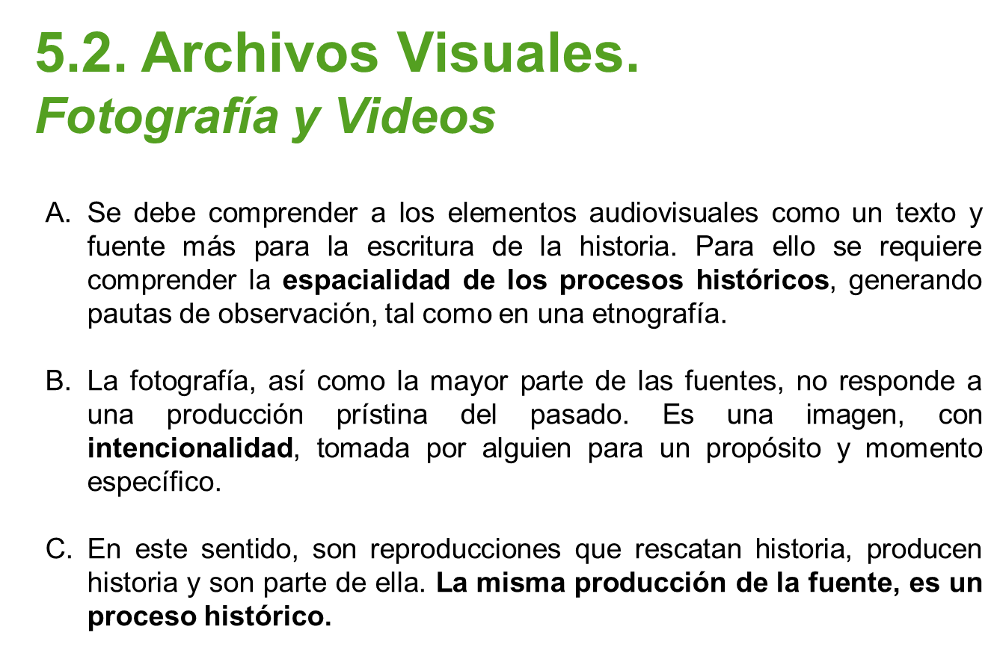 5.2. Archivos Visuales.
Fotografía y Videos
A. Se debe comprender a los elementos audiovisuales como un texto y
fuente más para la escritura de la historia. Para ello se requiere
comprender la espacialidad de los procesos históricos, generando
pautas de observación, tal como en una etnografía.
B. La fotografía, así como la mayor parte de las fuentes, no responde a
una producción prístina del pasado. Es una imagen, con
intencionalidad, tomada por alguien para un propósito y momento
específico.
C. En este sentido, son reproducciones que rescatan historia, producen
historia y son parte de ella. La misma producción de la fuente, es un
proceso histórico.